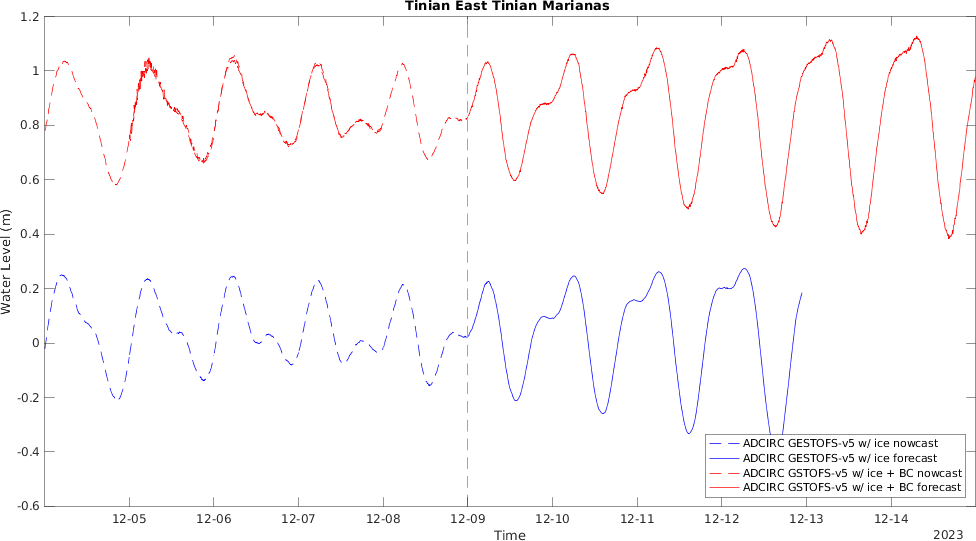 Tinian East Tinian Marianas
Water Level (m)
1.2
1
0.8
0.6
0.4
0.2
0
-0.2
-0.4
-0.6
ADCIRC GESTOFS-v5 w/ ice nowcast
ADCIRC GESTOFS-v5 w/ ice forecast
ADCIRC GSTOFS-v5 w/ ice + BC nowcast
ADCIRC GSTOFS-v5 w/ ice + BC forecast
12-05 12-06 12-07 12-08 12-09 12-10 12-11 12-12 12-13 12-14
Time
2023